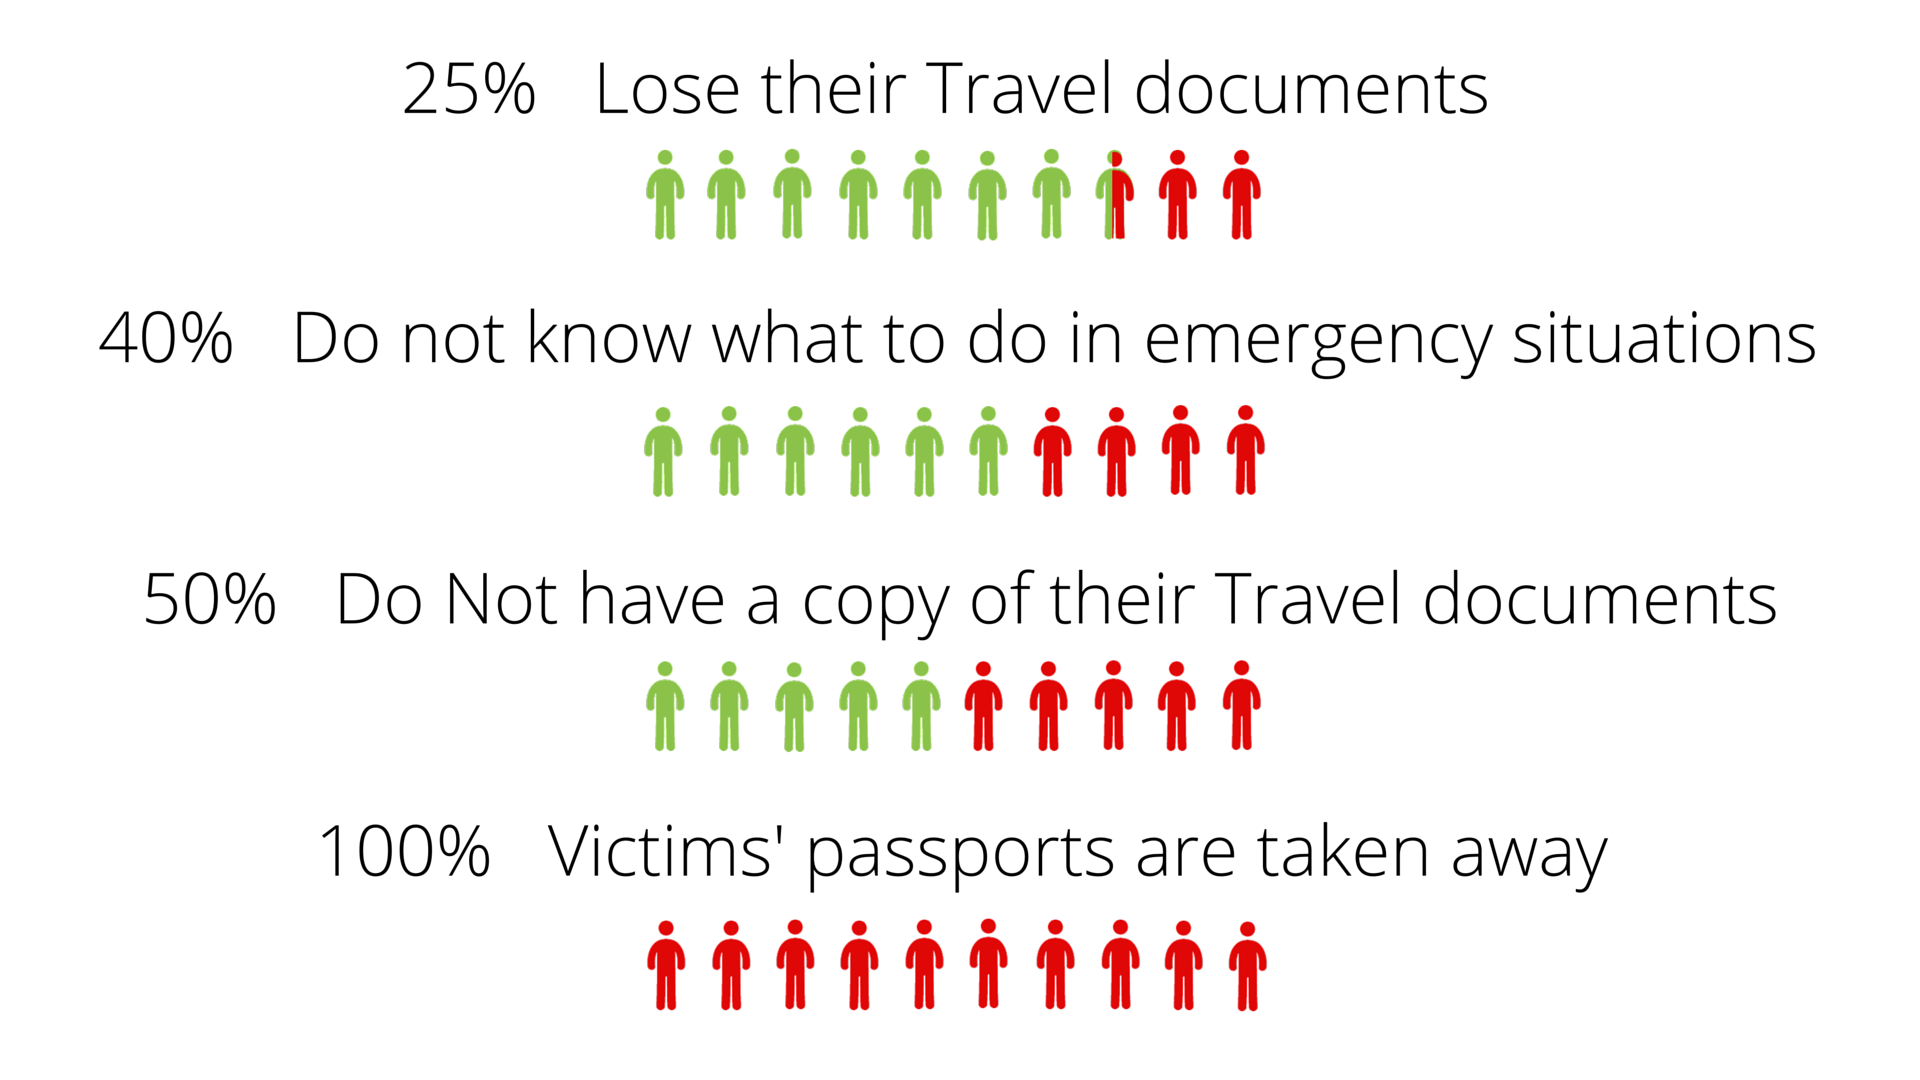 25% Lose their Travel documents
40% Do not know what to do in emergency situations
50% Do Not have a copy of their Travel documents
100% Victims' passports are taken away